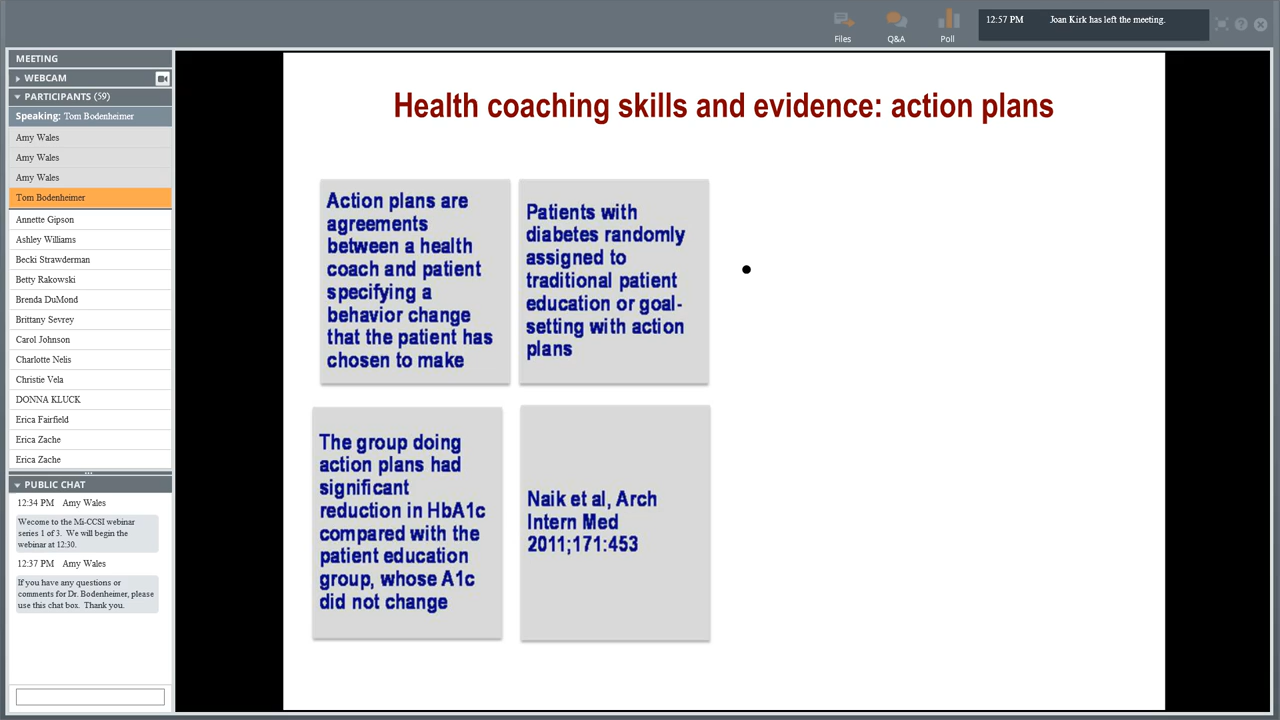 Files
Q&A
Poll
12:57 PM Joan Kirk has left the meeting.
MEETING
WEBCAM
PARTICIPANTS (59)
Speaking: Tom Bodenheimer
Amy Wales
Amy Wales
Amy Wales
Tom Bodenheimer
Annette Gipson
Ashley Williams
Becki Strawderman
Betty Rakowski
Brenda DuMond
Brittany Sevrey
Carol Johnson
Charlotte Nelis
Christie Vela
DONNA KLUCK
Erica Fairfield
Erica Zache
Erica Zache
PUBLIC CHAT
12:34 PM Amy Wales
Wecome to the Mi-CCSI webinar
series 1 of 3. We will begin the
webinar at 12:30.
12:37 PM Amy Wales
If you have any questions or
comments for Dr. Bodenheimer, please
use this chat box. Thank you.
Health coaching skills and evidence: action plans
Action plans are
agreements
between a health
coach and patient
specifying a
behavior change
that the patient has
chosen to make
Patients with
diabetes randomly
assigned to
traditional patient
education or goal-
setting with action
plans
The group doing
action plans had
significant
reduction in HbA1c
compared with the
patient education
group, whose A1c
did not change
Naik et al, Arch
Intern Med
2011;171:453